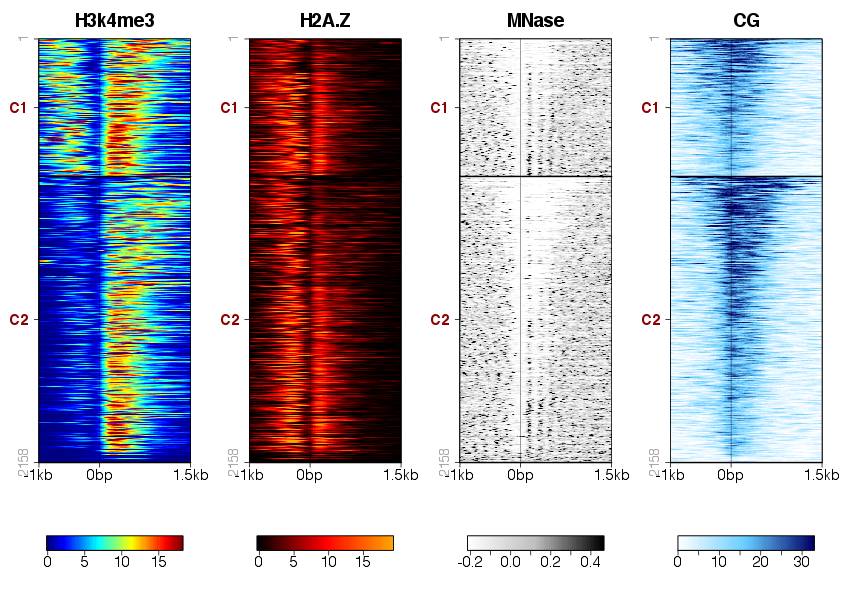 H3k4me3 H2A.Z MNase CG
1 1 1 1
C1 C1 C1 C1
C2 C2 C2 C2
2158 2158 2158 2158
-1kb 0bp 1.5kb -1kb 0bp 1.5kb -1kb 0bp 1.5kb -1kb 0bp 1.5kb
0 5 10 15 0 5 10 15 -0.2 0.0 0.2 0.4 0 10 20 30